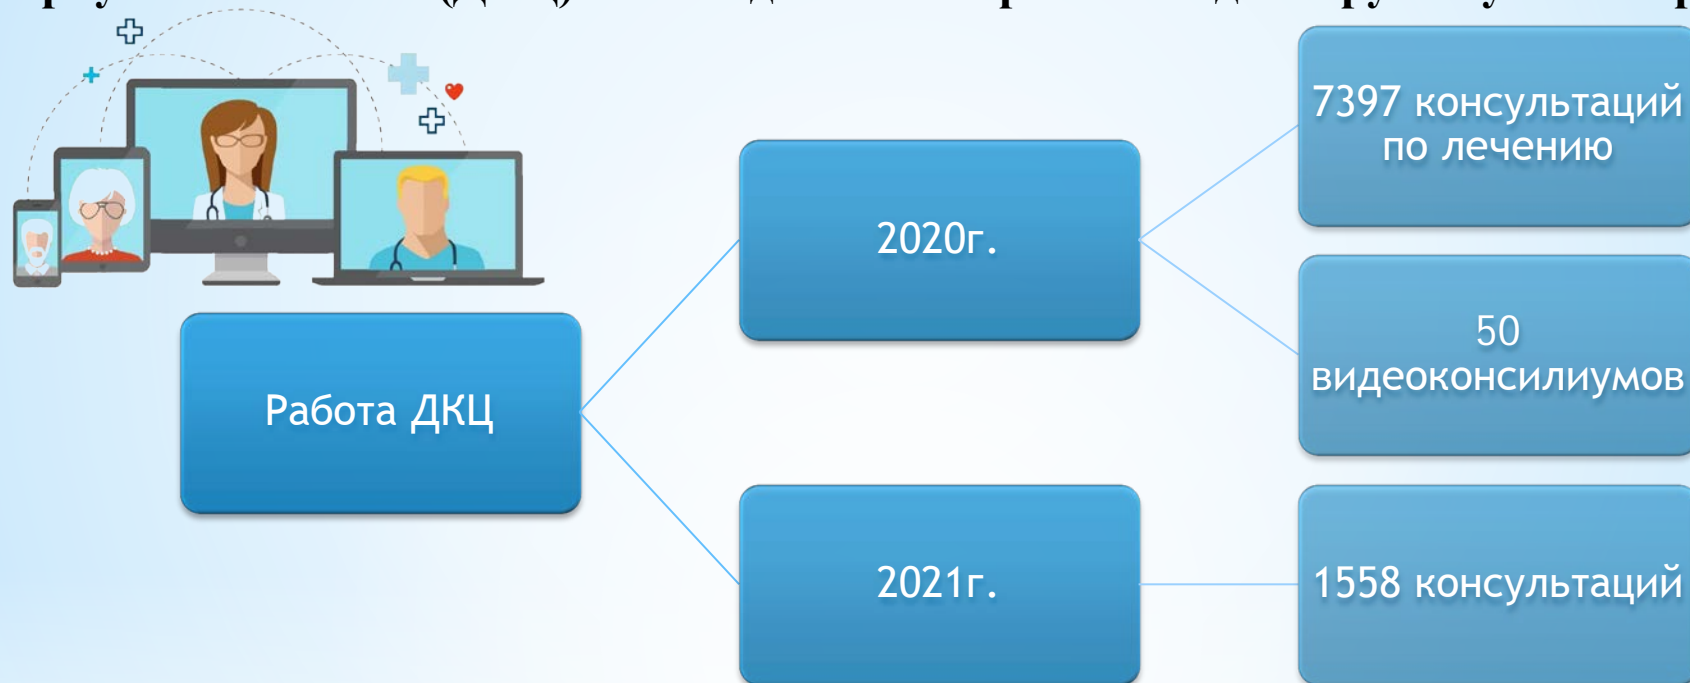 Работа ДКЦ
2020г.
7397 консультаций
по лечению
50
видеоконсилиумов
2021г.
1558 консультаций